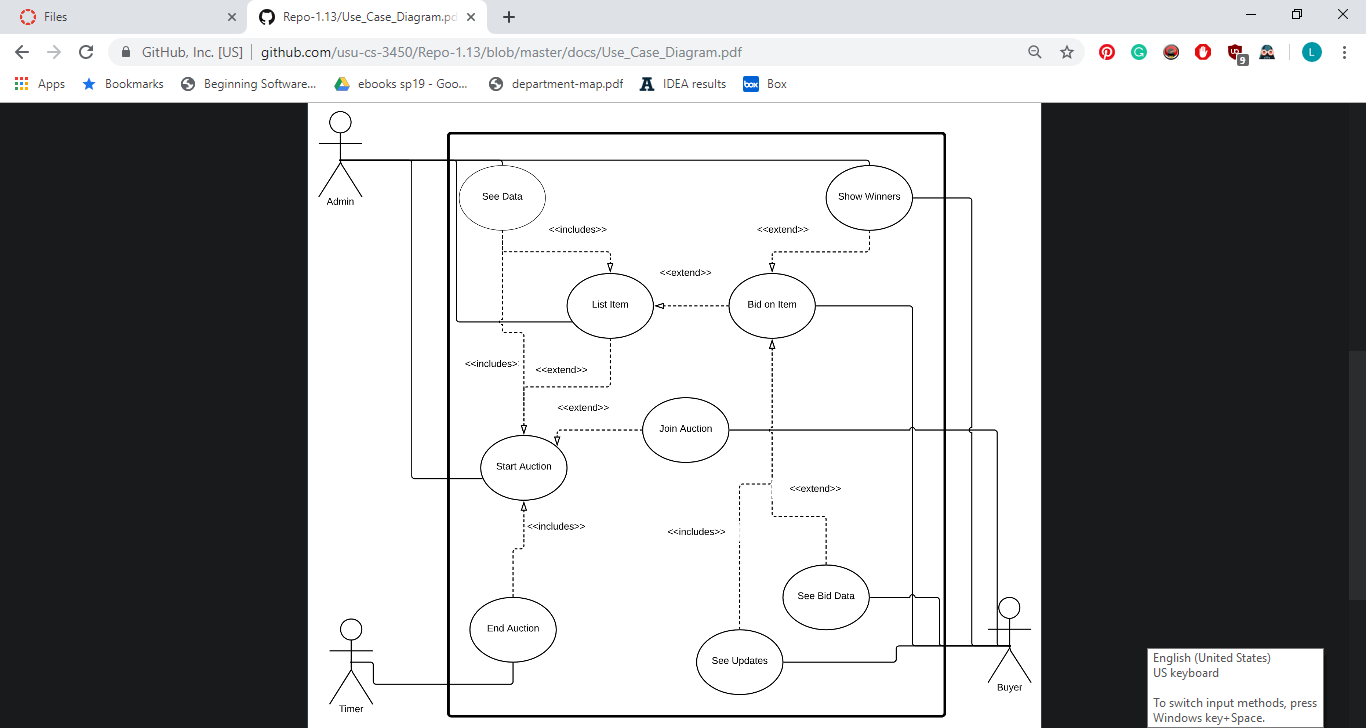 Files
Repo-1.13/Use_Case_Diagram.pd
GitHub, Inc. [US] | github.com/usu-cs-3450/Repo-1.13/blob/master/docs/Use_Case_Diagram.pdf
9
L
Apps
Bookmarks
Beginning Software...
ebooks sp19 - Goo...
department-map.pdf
IDEA results
box
Box
Admin
See Data
Show Winners
<<includes>>
<<extend>>
<<extend>>
List Item
Bid on Item
<<includes>
<<extend>>
<<extend>>
Join Auction
Start Auction
<<extend>>
<<includes>>
<<includes>>
See Bid Data
End Auction
See Updates
Buyer
Timer
English (United States)
US keyboard
To switch input methods, press
Windows key+Space.